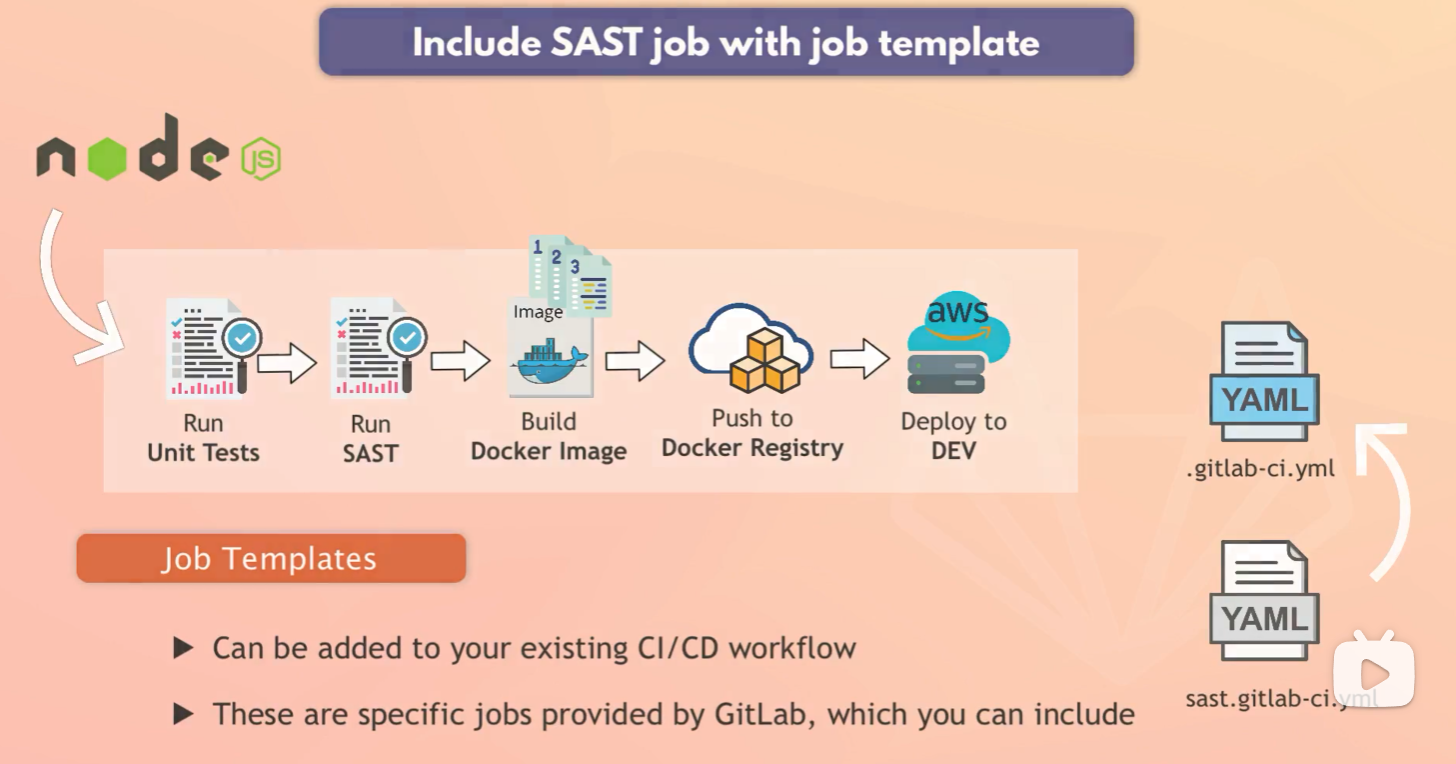 Include SAST job with job template
node
JS
1
2
3
Image
aws
Run
Unit Tests
Run
SAST
Build
Docker Image
Push to
Docker Registry
Deploy to
DEV
YAML
.gitlab-ci.yml
Job Templates
YAML
sast.gitlab-ci.yml
Can be added to your existing CI/CD workflow
These are specific jobs provided by GitLab, which you can include